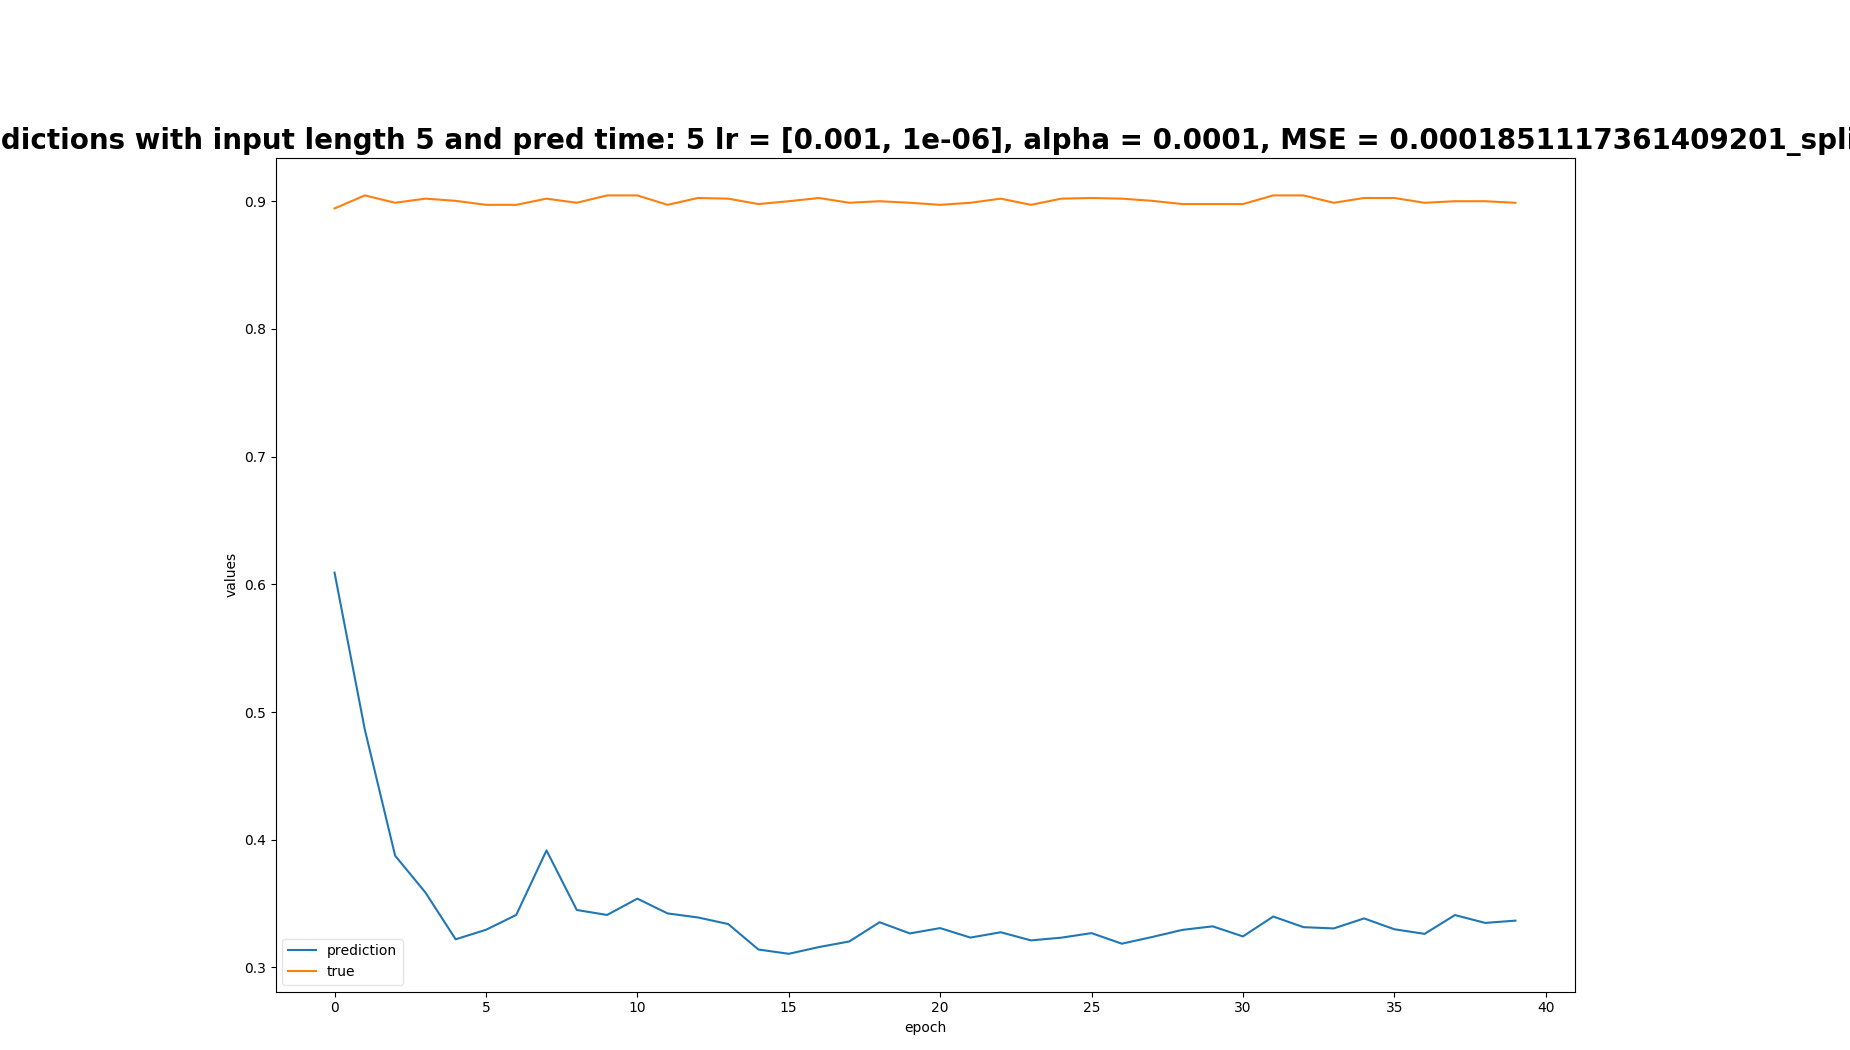 dictions with input length 5 and pred time: 5 lr = [0.001, 1e-06], alpha = 0.0001, MSE = 0.0001851117361409201_spli
0.9
0.8
0.7
0.6
0.5
0.4
0.3
values
prediction
true
0 5 10 15 20 25 30 35 40
epoch